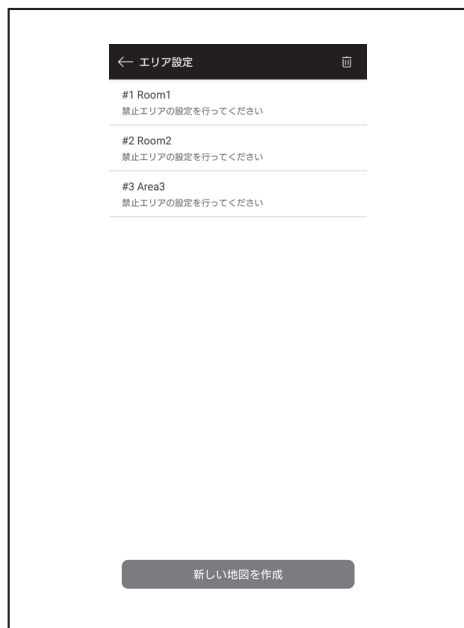 ← エリア設定
#1 Room1
禁止エリアの設定を行ってください
#2 Room2
禁止エリアの設定を行ってください
#3 Area3
禁止エリアの設定を行ってください
新しい地図を作成